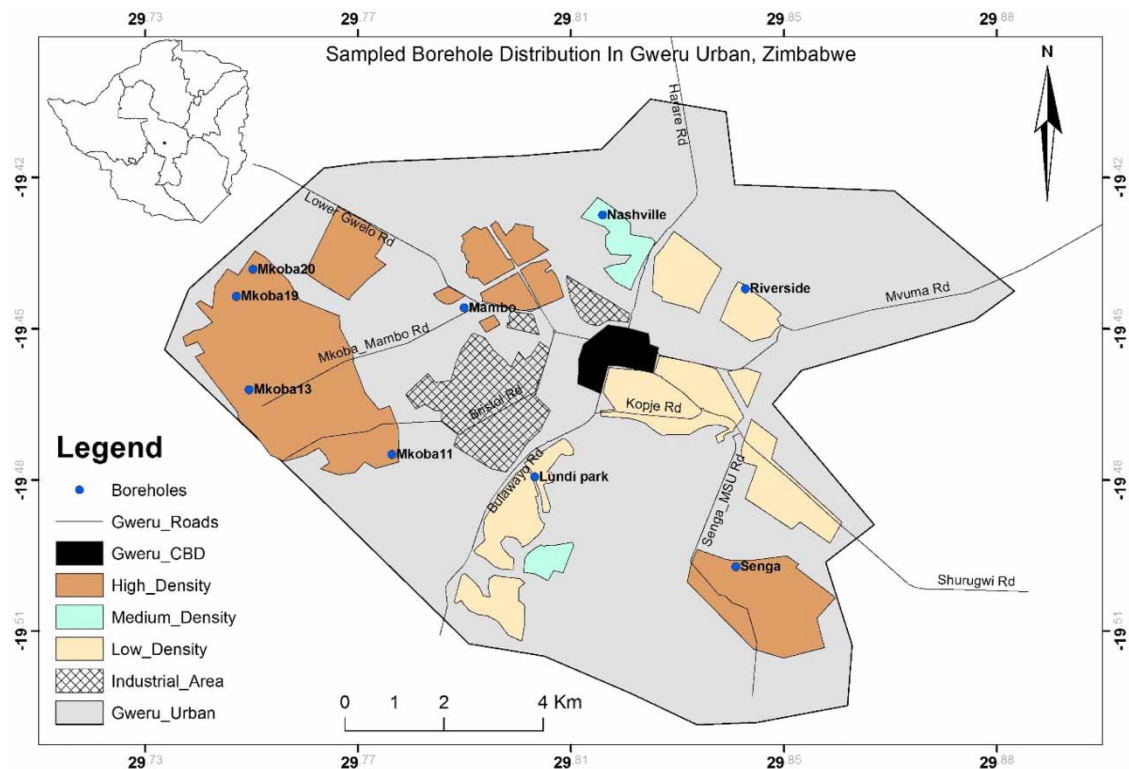 29.73 29.77 29.81 29.85 29.88
Sampled Borehole Distribution In Gweru Urban, Zimbabwe
N
Harare Rd
-19.42 -19.42
Lower Gwelo Rd
Nashville
Mkoba20
Mkoba19
Riverside
Mvuma Rd
Mambo
-19.45 -19.45
Mkoba_Mambo Rd
Mkoba13
Bristol Rd
Kopje Rd
Mkoba11
Legend
Lundi park
-19.48 -19.48
Bulawayo Rd
Senga_MSU Rd
Boreholes
Gweru_Roads
Gweru_CBD
Senga
High_Density
Shurugwi Rd
Medium_Density
-19.51 -19.51
Low_Density
Industrial_Area
0 1 2 4 Km
Gweru_Urban
29.73 29.77 29.81 29.85 29.88